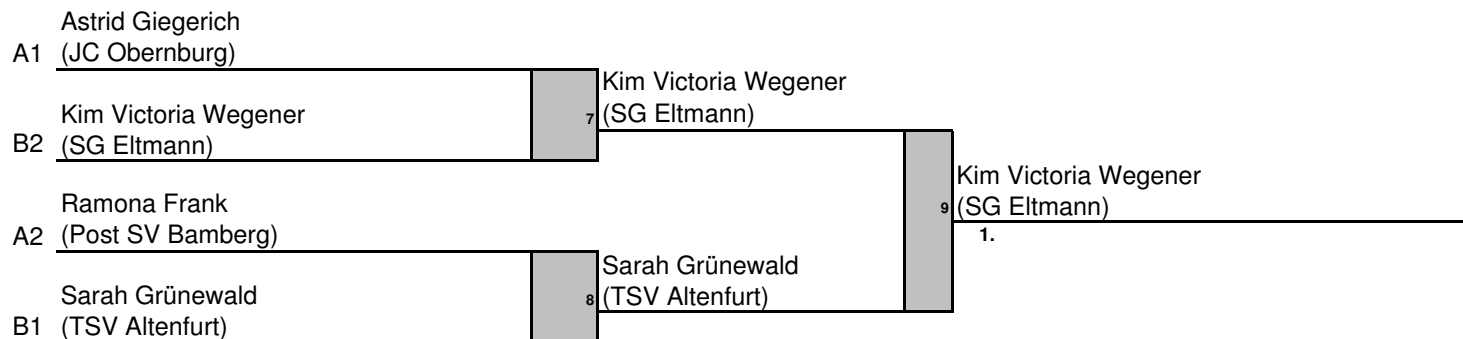 Astrid Giegerich
A1 (JC Obernburg)
Kim Victoria Wegener
7 (SG Eltmann)
Kim Victoria Wegener
B2 (SG Eltmann)
Kim Victoria Wegener
9 (SG Eltmann)
1.
Ramona Frank
A2 (Post SV Bamberg)
Sarah Grünewald
8 (TSV Altenfurt)
Sarah Grünewald
B1 (TSV Altenfurt)